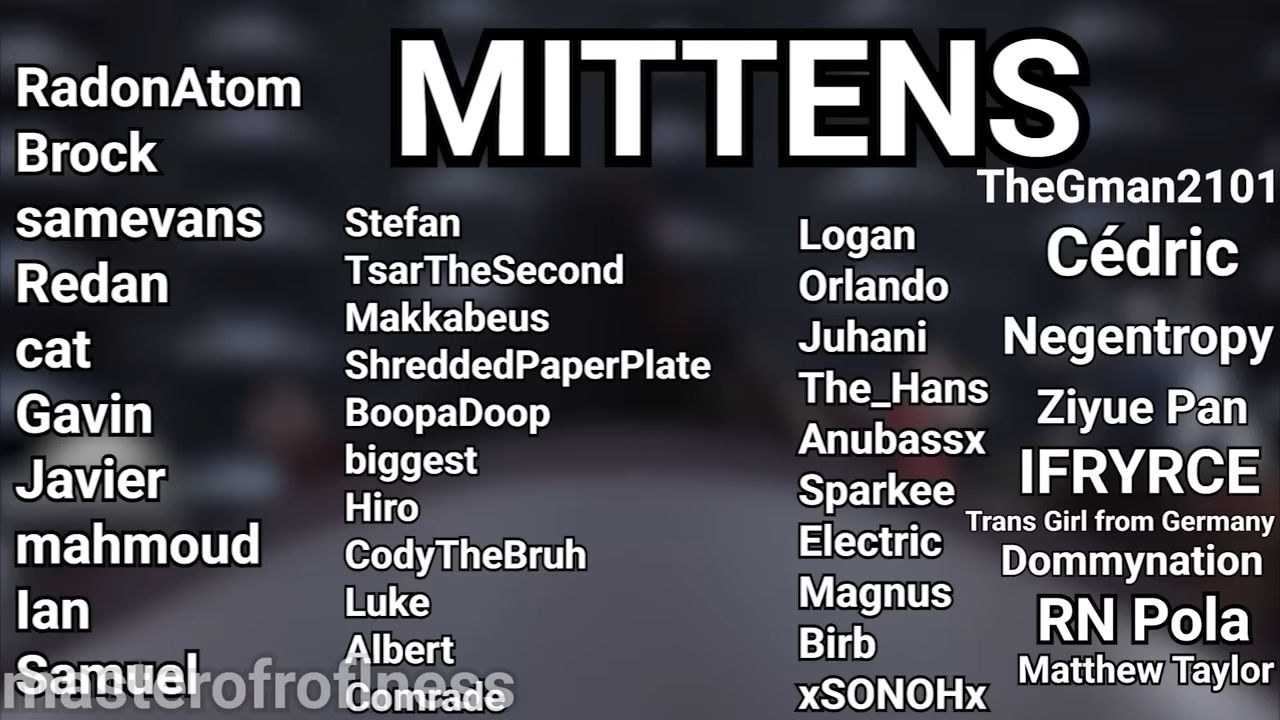 MITTENS
RadonAtom
Brock
samevans
Redan
cat
Gavin
Javier
mahmoud
Ian
Samuel
Stefan
TsarTheSecond
Makkabeus
ShreddedPaperPlate
BoopaDoop
biggest
Hiro
CodyTheBruh
Luke
Albert
Comrade
Logan
Orlando
Juhani
The_Hans
Anubassx
Sparkee
Electric
Magnus
Birb
xSONOHx
TheGman2101
Cédric
Negentropy
Ziyue Pan
IFRYRCE
Trans Girl from Germany
Dommynation
RN Pola
Matthew Taylor
masterofroflness